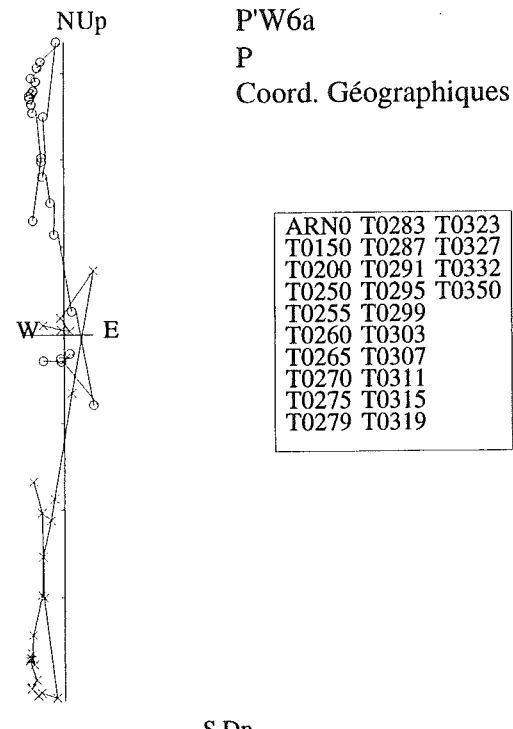 NUp
P'W6a
P
Coord. Géographiques
W E
ARN0 T0283 T0323
T0150 T0287 T0327
T0200 T0291 T0332
T0250 T0295 T0350
T0255 T0299
T0260 T0303
T0265 T0307
T0270 T0311
T0275 T0315
T0279 T0319
S Dn